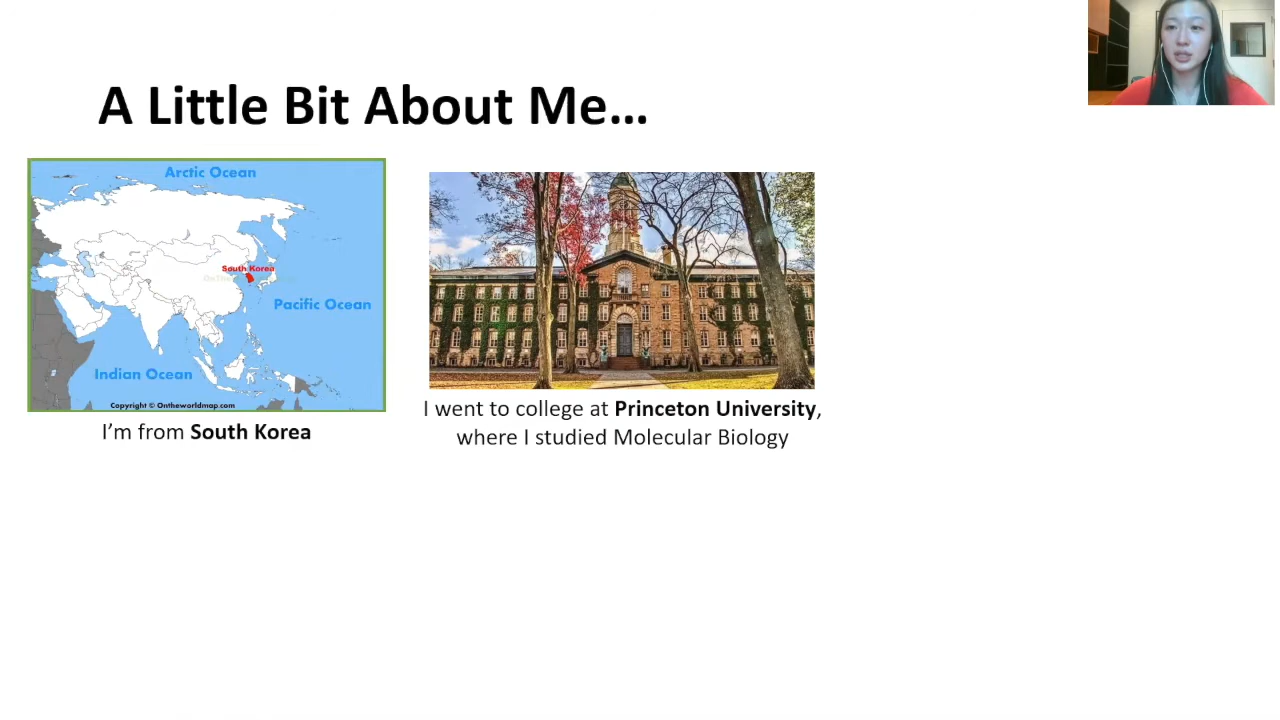 A Little Bit About Me...
Arctic Ocean
South Korea
Pacific Ocean
Indian Ocean
Copyright © Ontheworldmap.com
I'm from South Korea
I went to college at Princeton University,
where I studied Molecular Biology